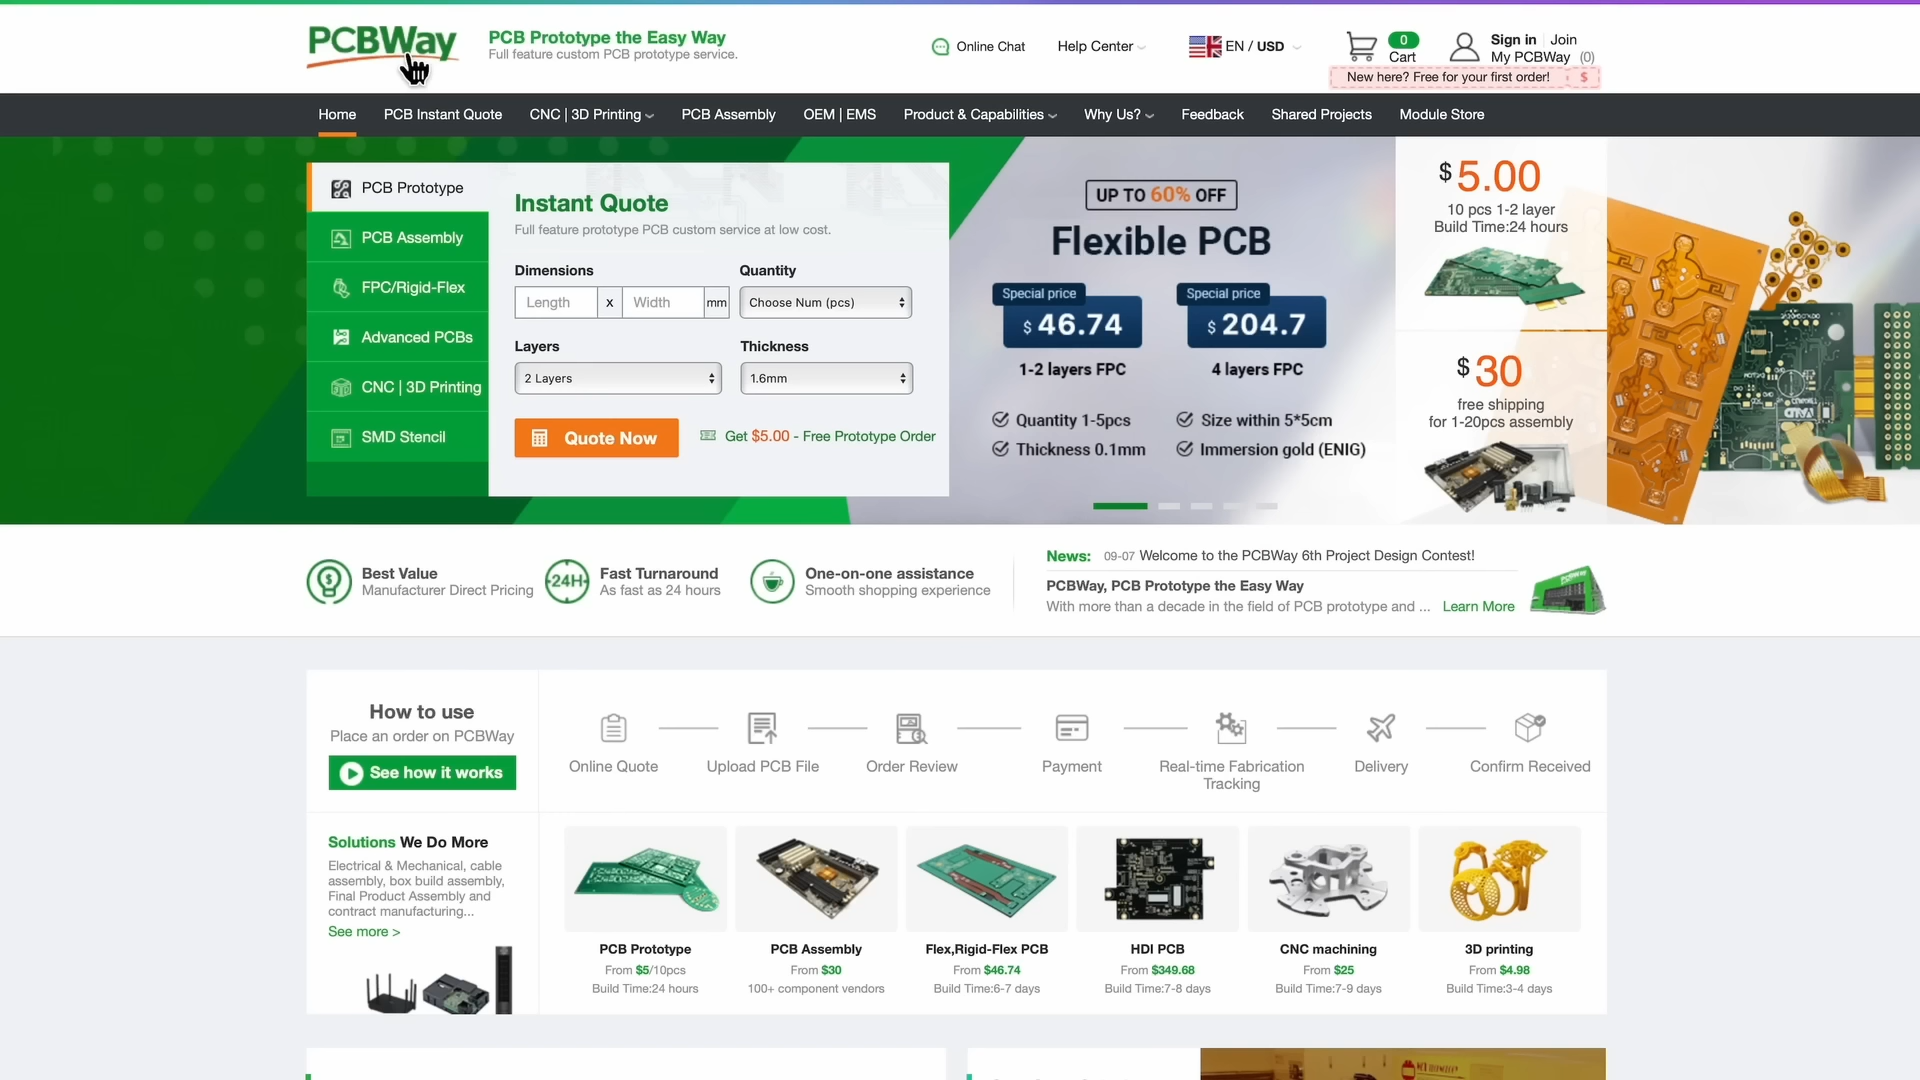 PCBWay
PCB Prototype the Easy Way
Full feature custom PCB prototype service.
Online Chat
Help Center
EN / USD
0
Cart
Sign in
Join
My PCBWay (0)
New here? Free for your first order!
$
Home
PCB Instant Quote
CNC | 3D Printing
PCB Assembly
OEM | EMS
Product & Capabilities
Why Us?
Feedback
Shared Projects
Module Store
PCB Prototype
PCB Assembly
FPC/Rigid-Flex
Advanced PCBs
CNC | 3D Printing
SMD Stencil
Instant Quote
Full feature prototype PCB custom service at low cost.
Dimensions
Quantity
Length
x
Width
mm
Choose Num (pcs)
Layers
Thickness
2 Layers
1.6mm
Quote Now
Get $5.00 - Free Prototype Order
UP TO 60% OFF
Flexible PCB
Special price
$ 46.74
1-2 layers FPC
Special price
$ 204.7
4 layers FPC
Quantity 1-5pcs
Size within 5*5cm
Thickness 0.1mm
Immersion gold (ENIG)
$ 5.00
10 pcs 1-2 layer
Build Time:24 hours
$ 30
free shipping
for 1-20pcs assembly
Best Value
Manufacturer Direct Pricing
24H
Fast Turnaround
As fast as 24 hours
One-on-one assistance
Smooth shopping experience
News: 09-07 Welcome to the PCBWay 6th Project Design Contest!
PCBWay, PCB Prototype the Easy Way
With more than a decade in the field of PCB prototype and ... Learn More
How to use
Place an order on PCBWay
See how it works
Online Quote
Upload PCB File
Order Review
Payment
Real-time Fabrication
Tracking
Delivery
Confirm Received
Solutions We Do More
Electrical & Mechanical, cable
assembly, box build assembly,
Final Product Assembly and
contract manufacturing...
See more >
PCB Prototype
From $5/10pcs
Build Time:24 hours
PCB Assembly
From $30
100+ component vendors
Flex,Rigid-Flex PCB
From $46.74
Build Time:6-7 days
HDI PCB
From $349.68
Build Time:7-8 days
CNC machining
From $25
Build Time:7-9 days
3D printing
From $4.98
Build Time:3-4 days